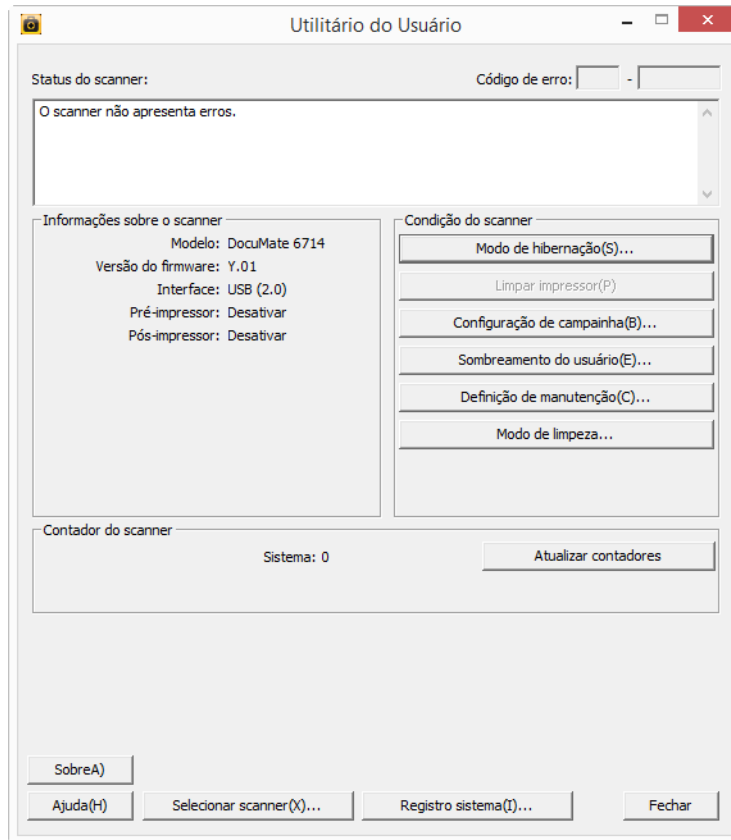 Utilitário do Usuário
Status do scanner:
Código de erro: -
O scanner não apresenta erros.
Informações sobre o scanner
Modelo: DocuMate 6714
Versão do firmware: Y.01
Interface: USB (2.0)
Pré-impressor: Desativar
Pós-impressor: Desativar
Condição do scanner
Modo de hibernação(S)...
Limpar impressor(P)
Configuração de campainha(B)...
Sombreamento do usuário(E)...
Definição de manutenção(C)...
Modo de limpeza...
Contador do scanner
Sistema: 0
Atualizar contadores
SobreA)
Ajuda(H)
Selecionar scanner(X)...
Registro sistema(I)...
Fechar